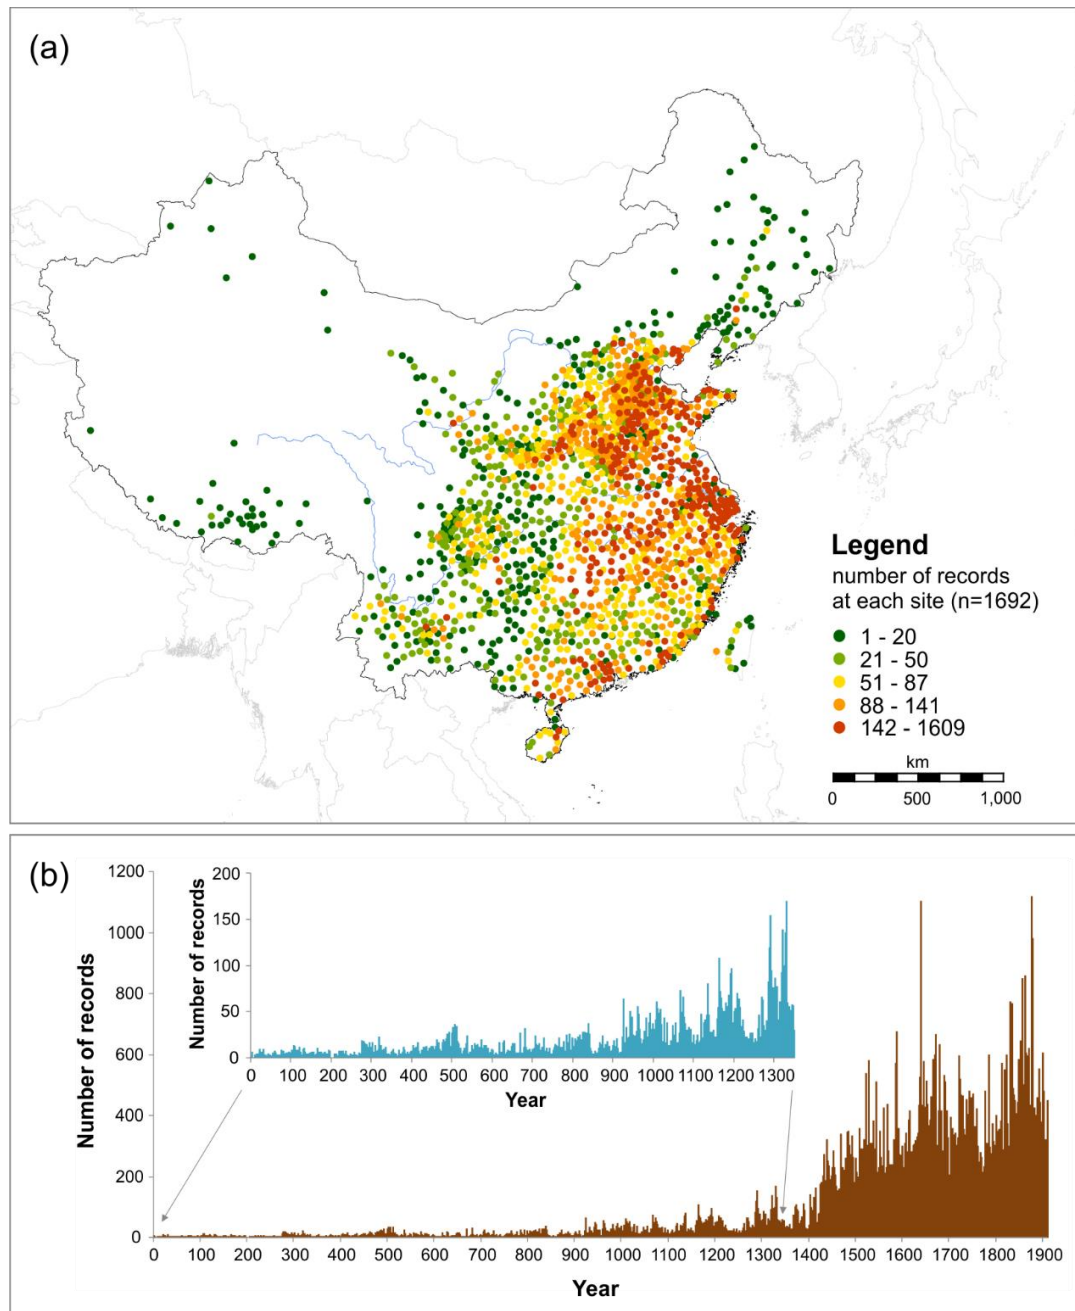 (a)
Legend
number of records
at each site (n=1692)
1 - 20
21 - 50
51 - 87
88 - 141
142 - 1609
km
0 500 1,000
(b)
Number of records
1200
1000
800
600
400
200
0
0 100 200 300 400 500 600 700 800 900 1000 1100 1200 1300 1400 1500 1600 1700 1800 1900
Year
Number of records
200
150
100
50
0
0 100 200 300 400 500 600 700 800 900 1000 1100 1200 1300
Year